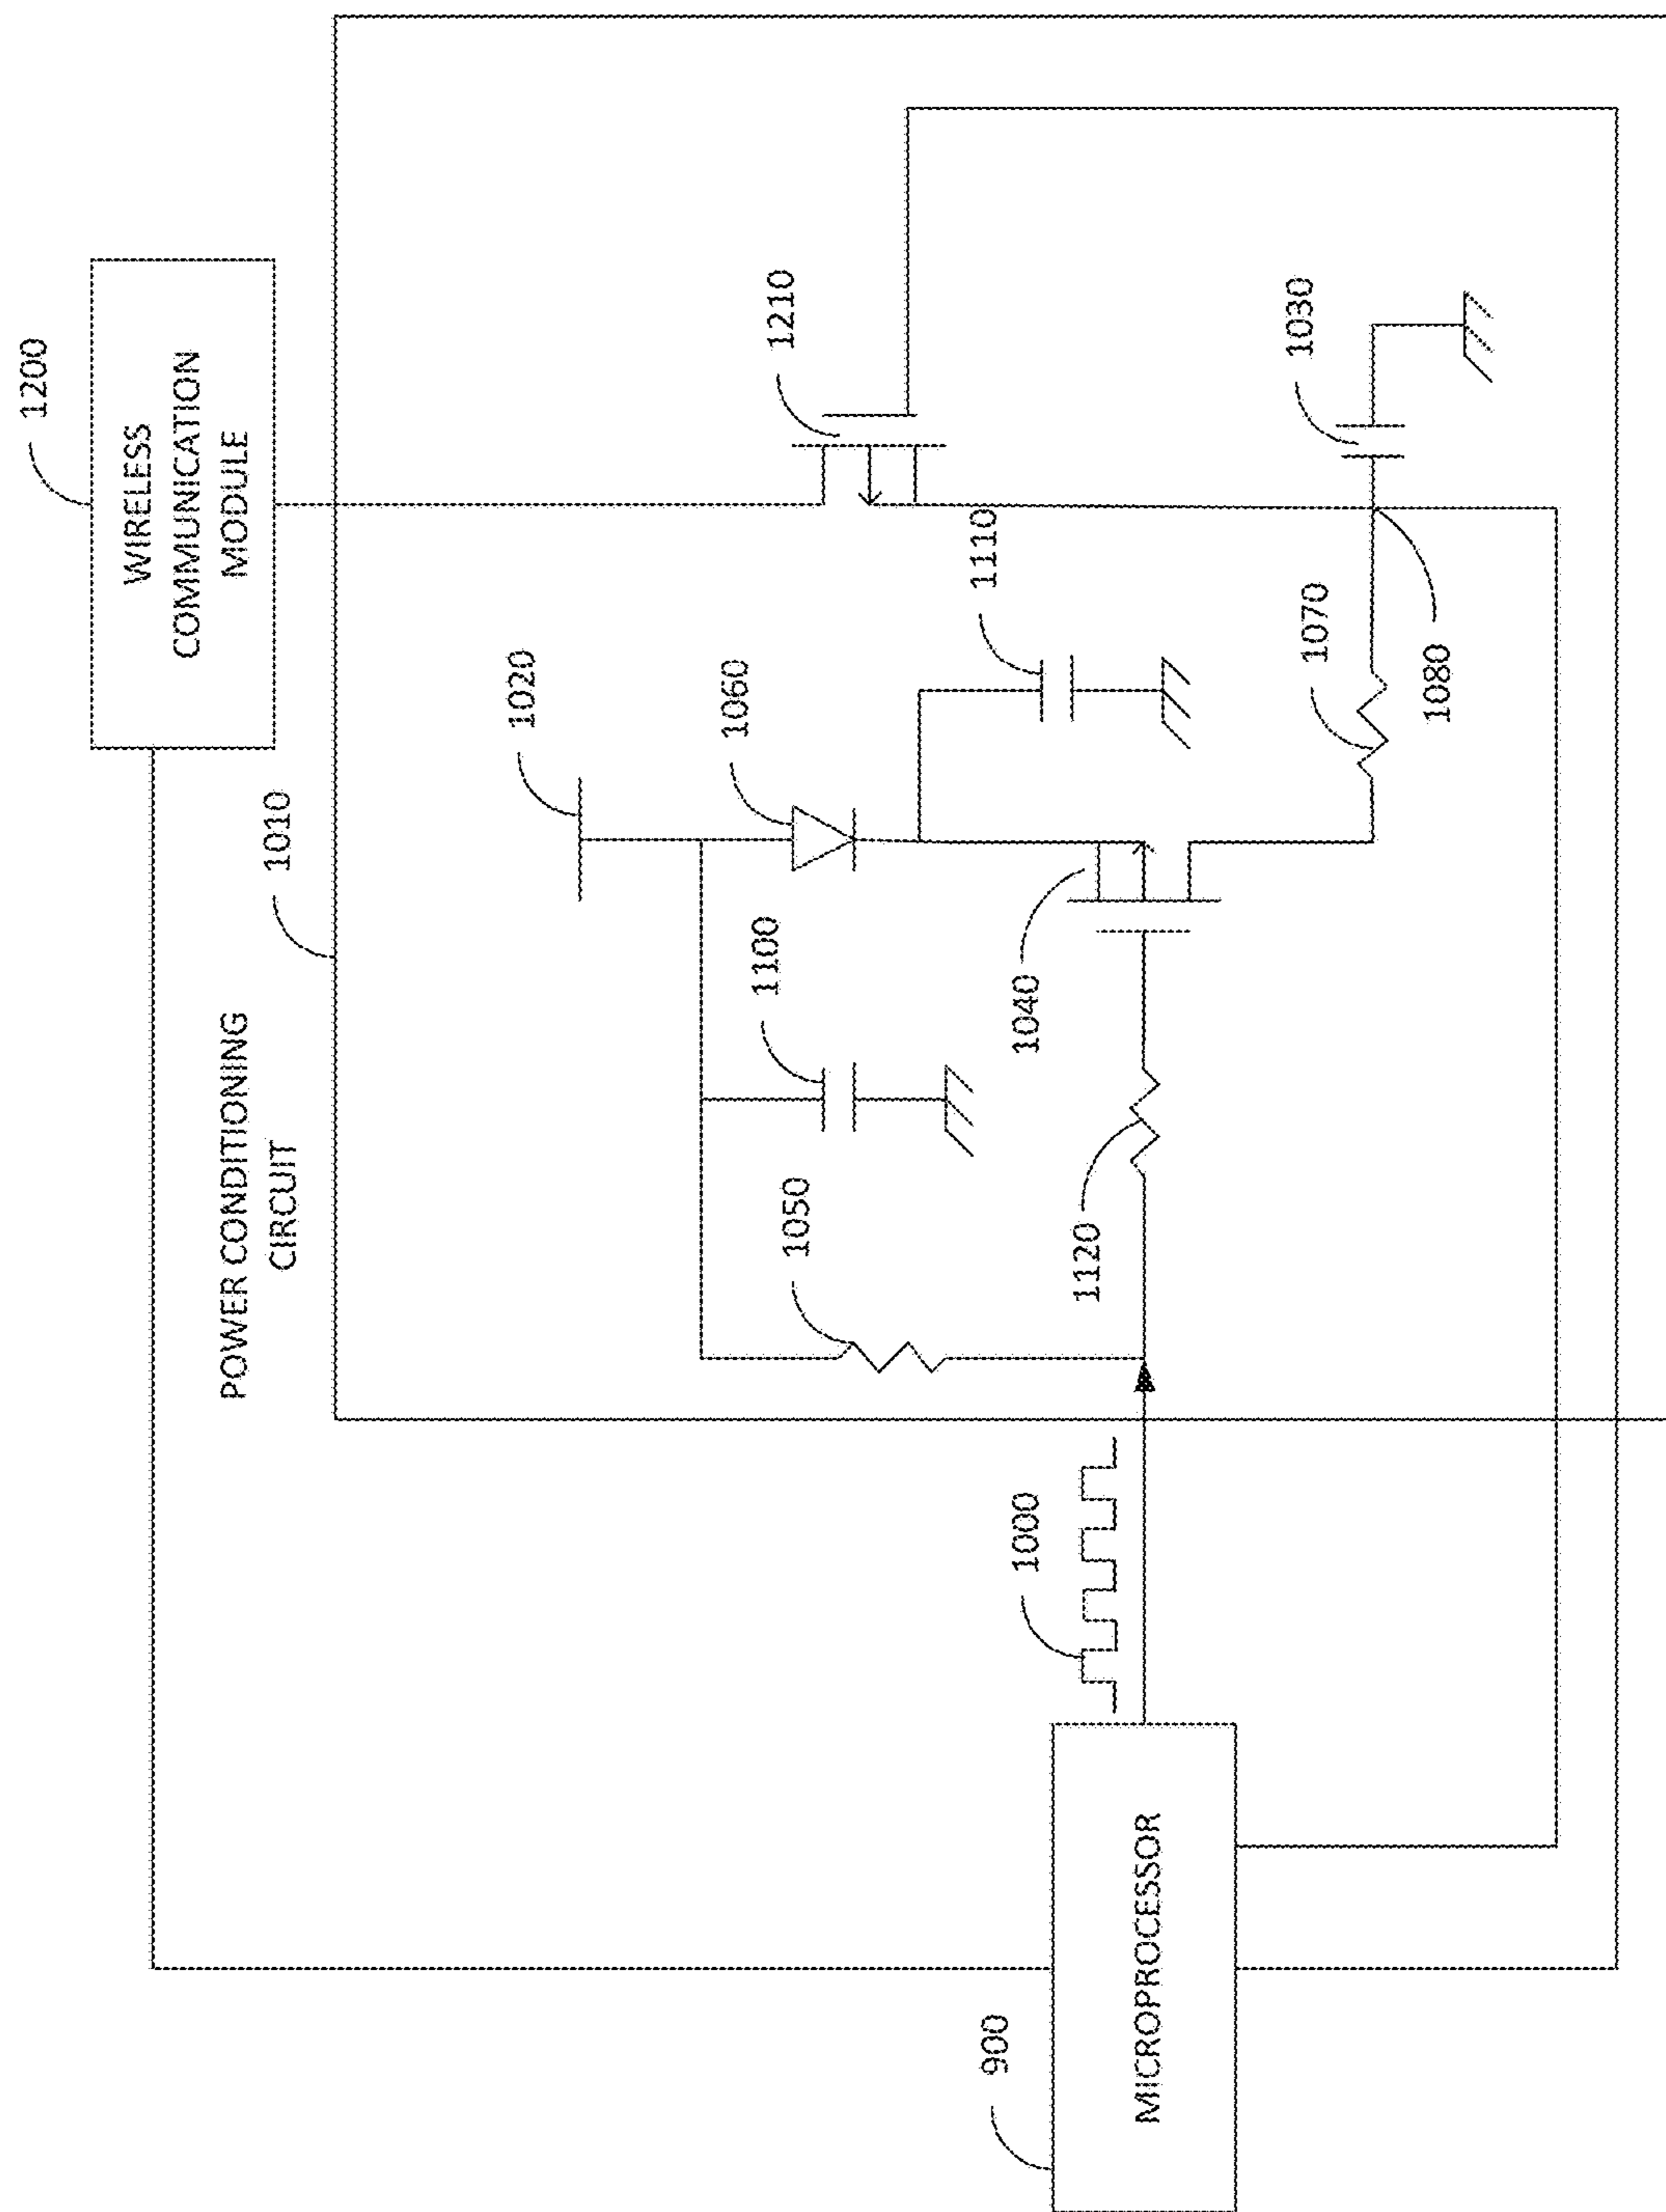 1200
WIRELESS
COMMUNICATION
MODULE
POWER CONDITIONING
CIRCUIT
1010
1020
1210
1060
1100
1050
1110
1040
1120
1030
1070
1080
1000
900
MICROPROCESSOR